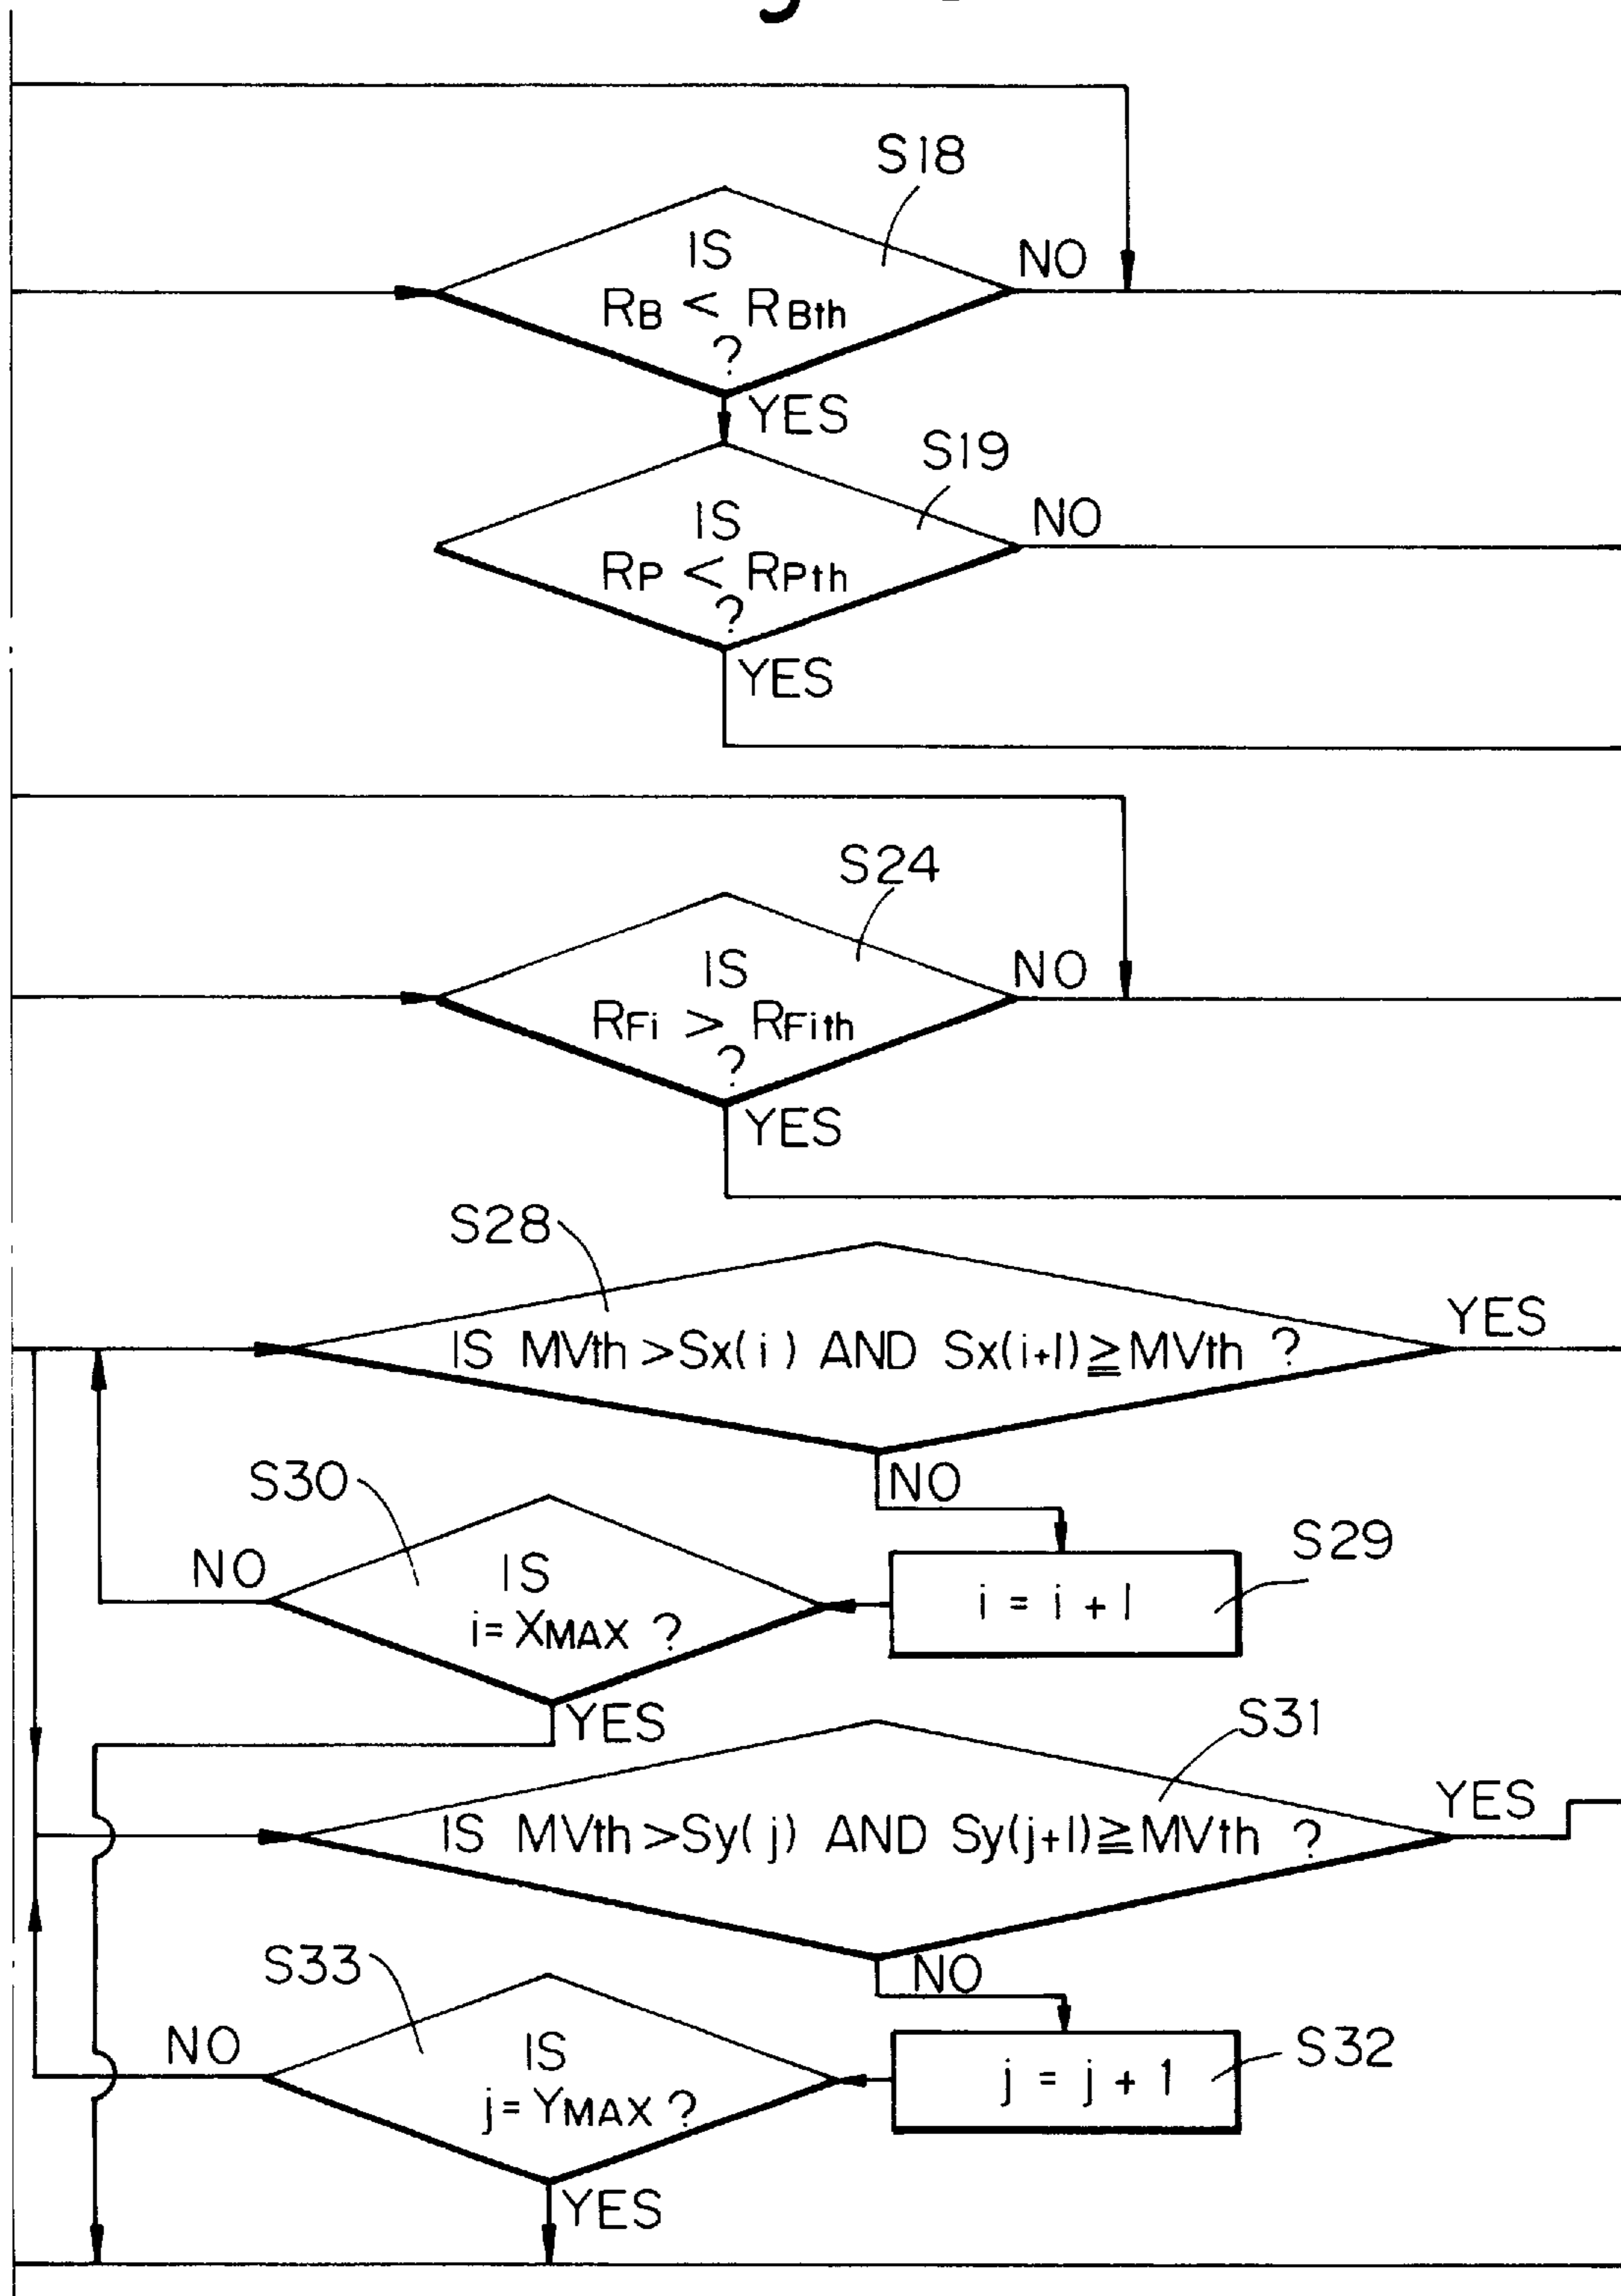 S18
IS
RB < RBth
?
NO
YES
S19
IS
RP < RPth
?
NO
YES
S24
IS
RFi > RFith
?
NO
YES
S28
IS MVth > Sx(i) AND Sx(i+1) ≧ MVth ?
YES
NO
S30
IS
i = XMAX ?
NO
YES
S29
i = i + 1
S31
IS MVth > Sy(j) AND Sy(j+1) ≧ MVth ?
YES
NO
S33
IS
j = YMAX ?
NO
YES
S32
j = j + 1